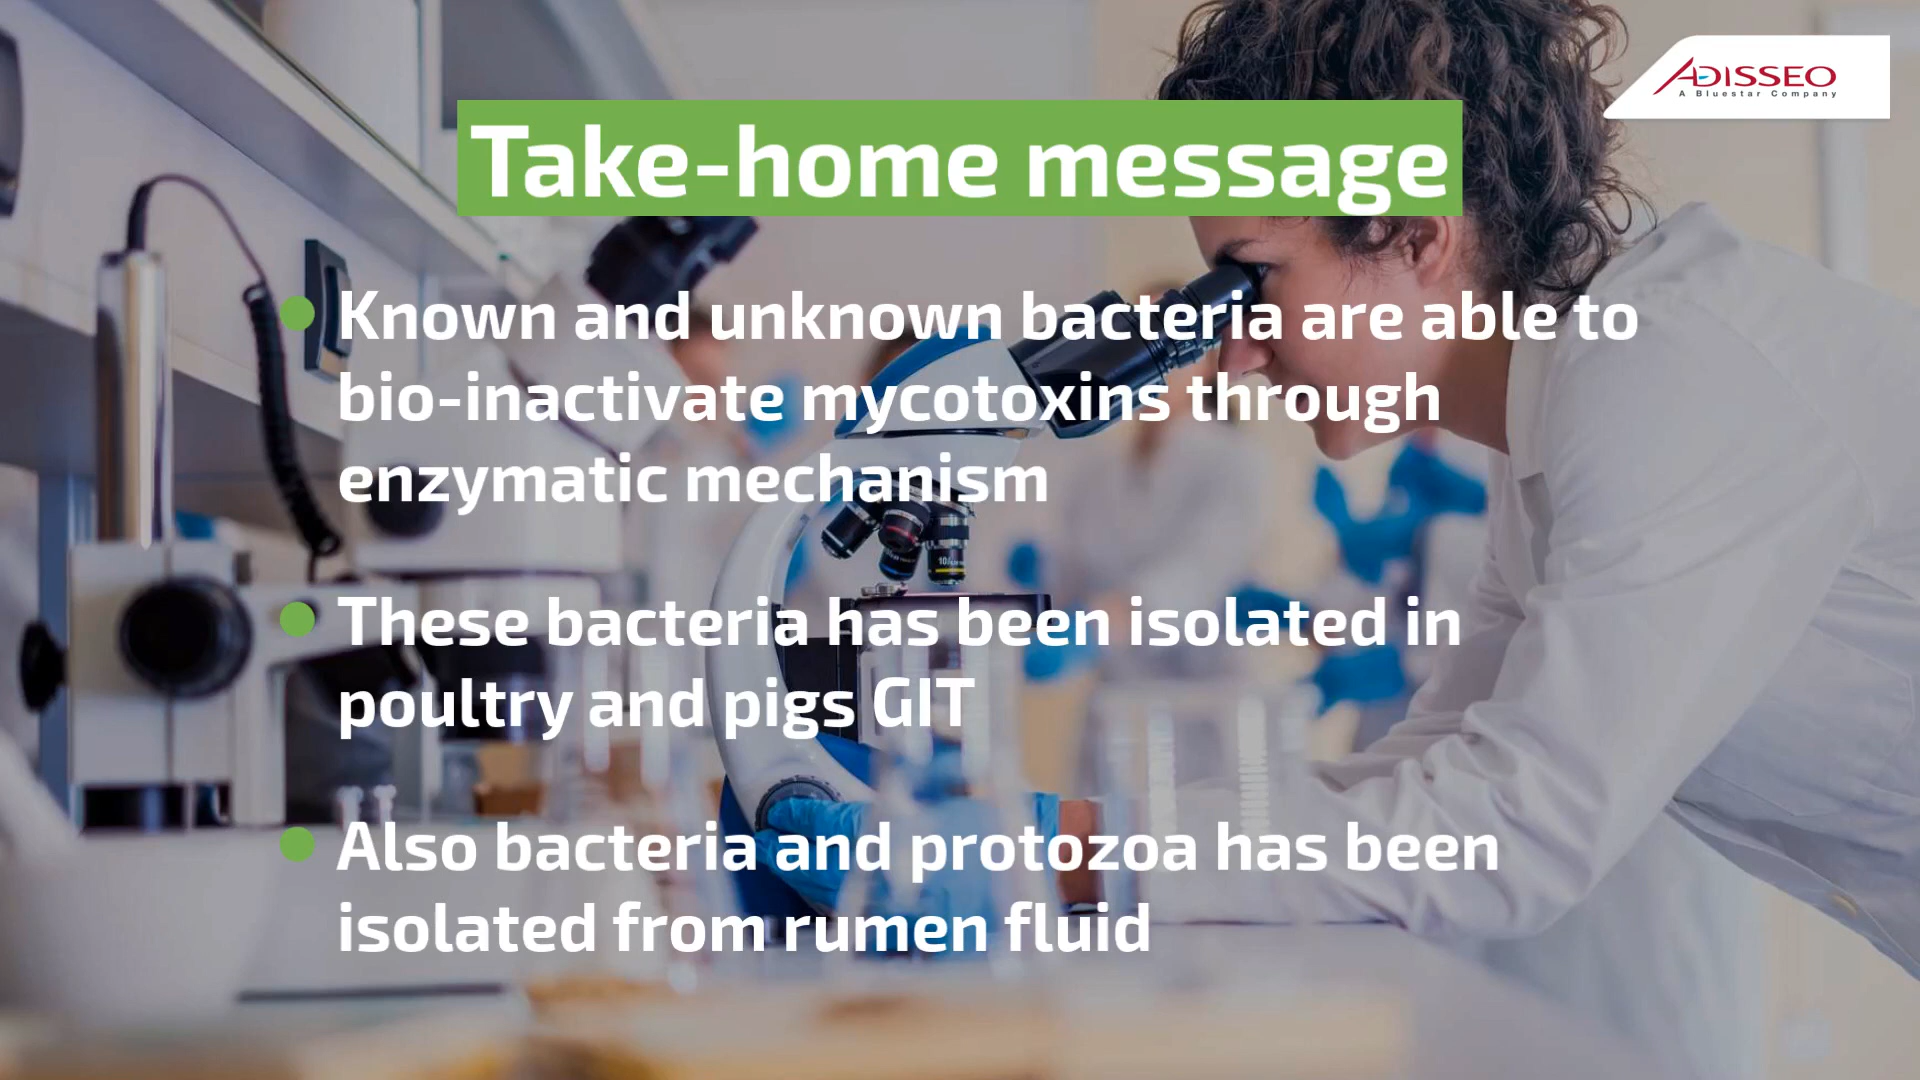 ADISSEO
A Bluestar Company
Take-home message
Known and unknown bacteria are able to
bio-inactivate mycotoxins through
enzymatic mechanism
These bacteria has been isolated in
poultry and pigs GIT
Also bacteria and protozoa has been
isolated from rumen fluid